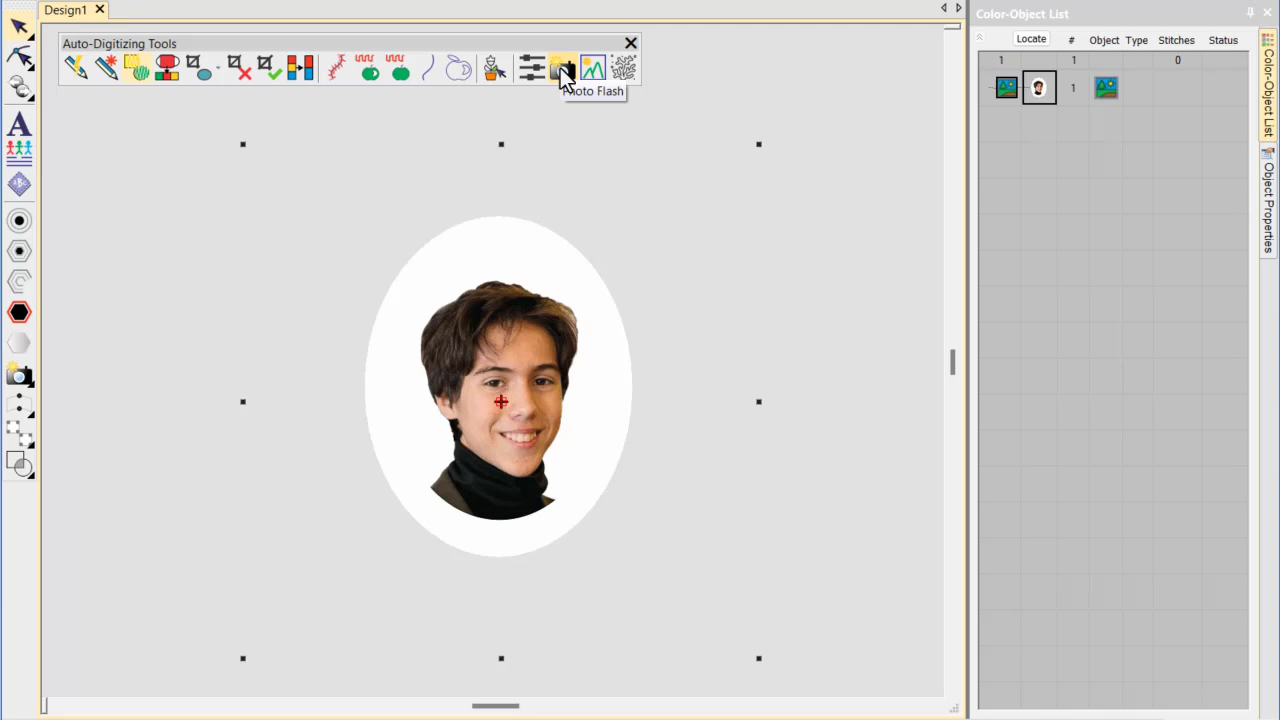 Design1
Auto-Digitizing Tools
Photo Flash
A
ABC
Color-Object List
Locate # Object Type Stitches Status
1 1 0
1
Color-Object List
Object Properties